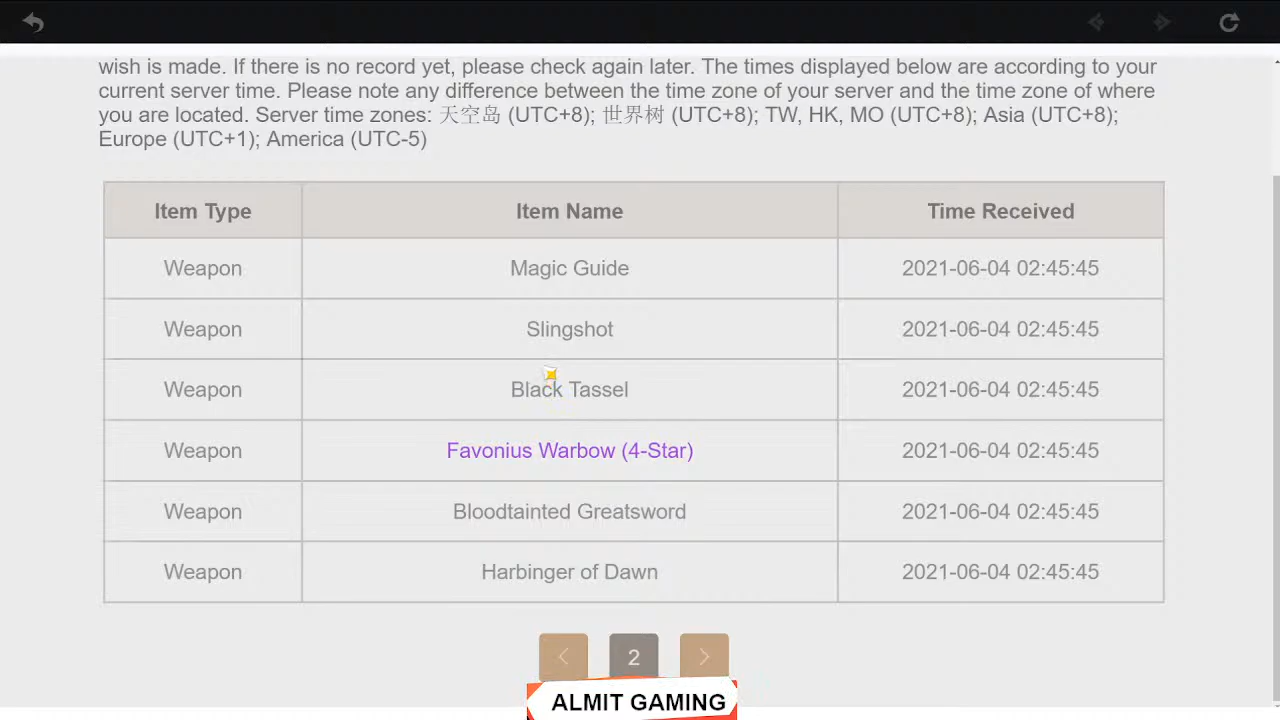 wish is made. If there is no record yet, please check again later. The times displayed below are according to your
current server time. Please note any difference between the time zone of your server and the time zone of where
you are located. Server time zones: 天空岛 (UTC+8); 世界树 (UTC+8); TW, HK, MO (UTC+8); Asia (UTC+8);
Europe (UTC+1); America (UTC-5)
Item Type Item Name Time Received
Weapon Magic Guide 2021-06-04 02:45:45
Weapon Slingshot 2021-06-04 02:45:45
Weapon Black Tassel 2021-06-04 02:45:45
Weapon Favonius Warbow (4-Star) 2021-06-04 02:45:45
Weapon Bloodtainted Greatsword 2021-06-04 02:45:45
Weapon Harbinger of Dawn 2021-06-04 02:45:45
2
ALMIT GAMING